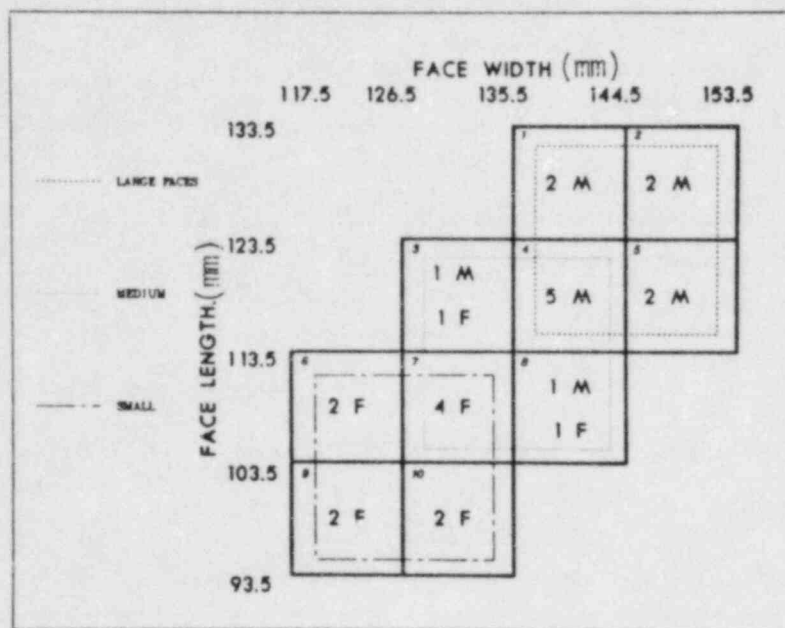 FACE WIDTH (mm)
117.5 126.5 135.5 144.5 153.5
133.5
1 2
LARGE FACES
2 M 2 M
123.5
3 4 5
1 M
MEDIUM
5 M 2 M
1 F
FACE LENGTH.(mm)
113.5
6 7 8
1 M
SMALL
2 F 4 F
1 F
103.5
9 10
2 F 2 F
93.5